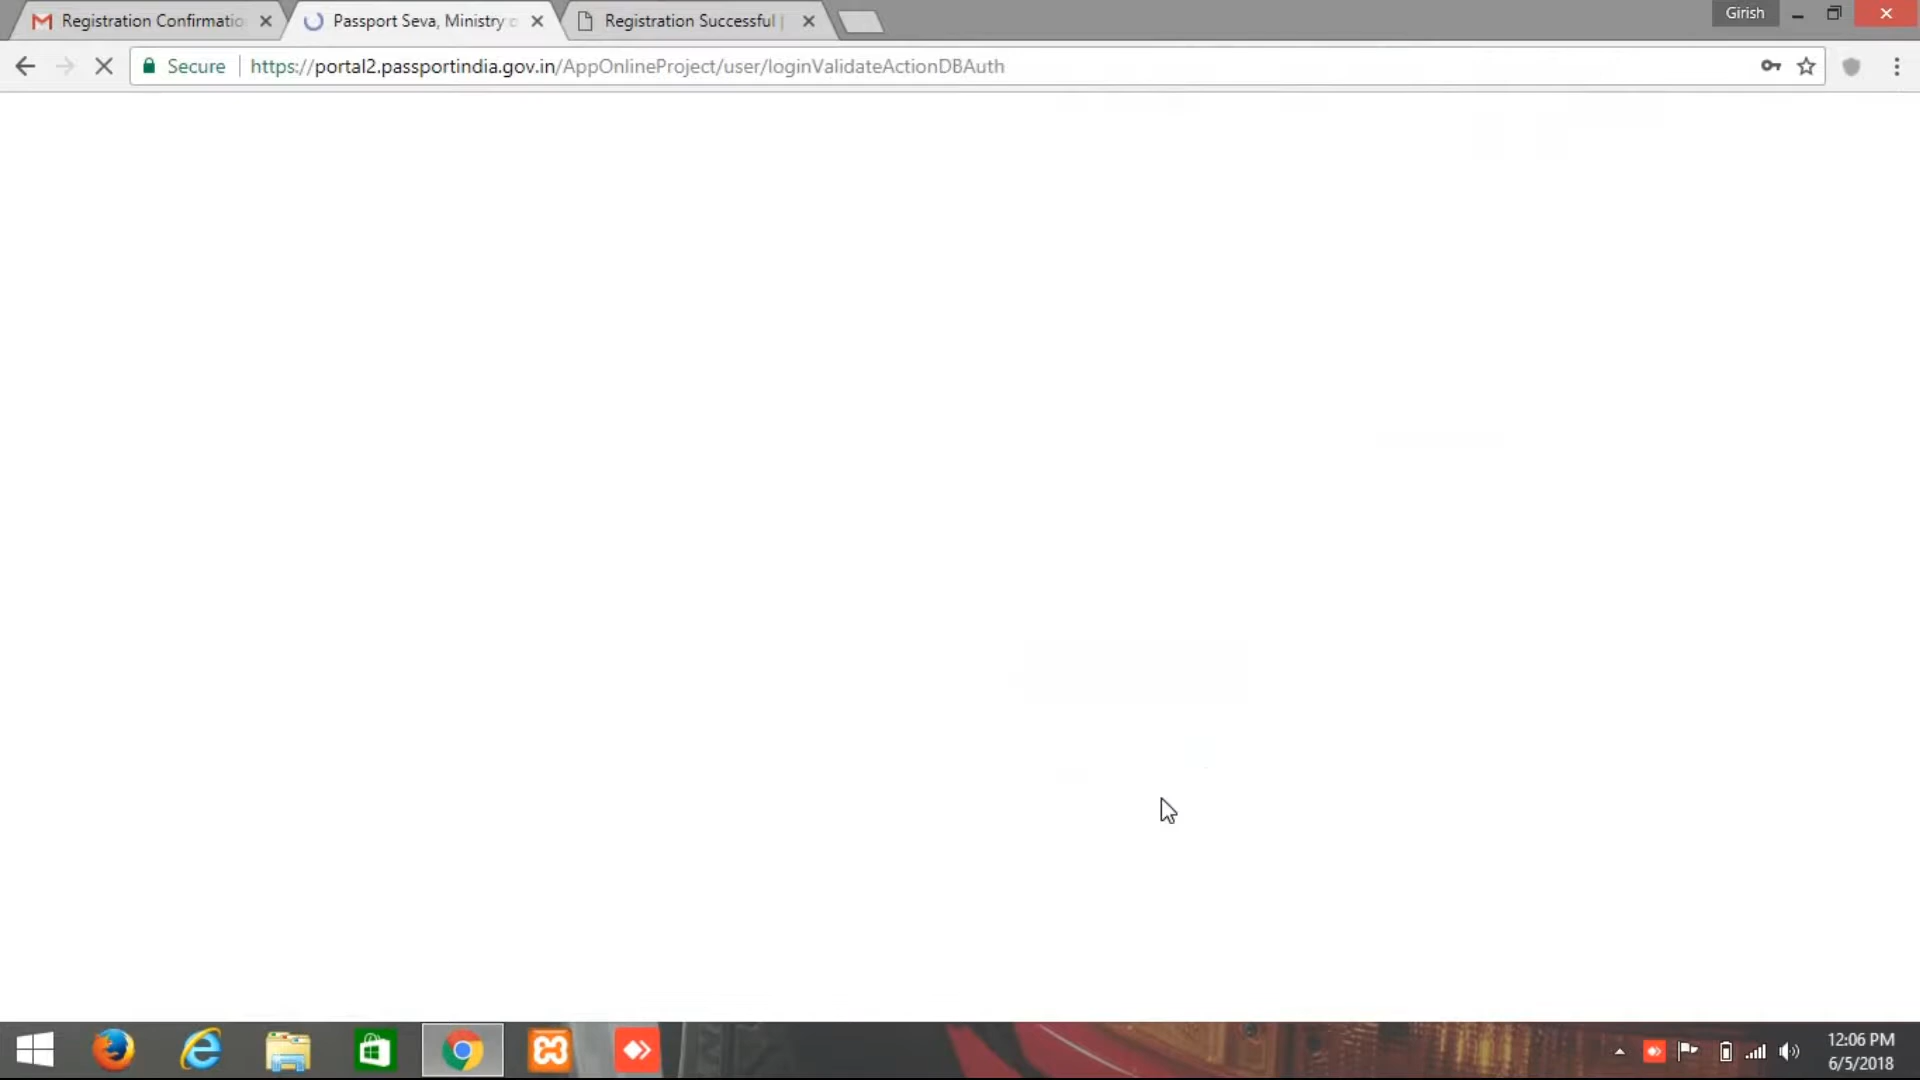 Registration Confirmatio
Passport Seva, Ministry o
Registration Successful |
Girish
Secure
https://portal2.passportindia.gov.in/AppOnlineProject/user/loginValidateActionDBAuth
12:06 PM
6/5/2018